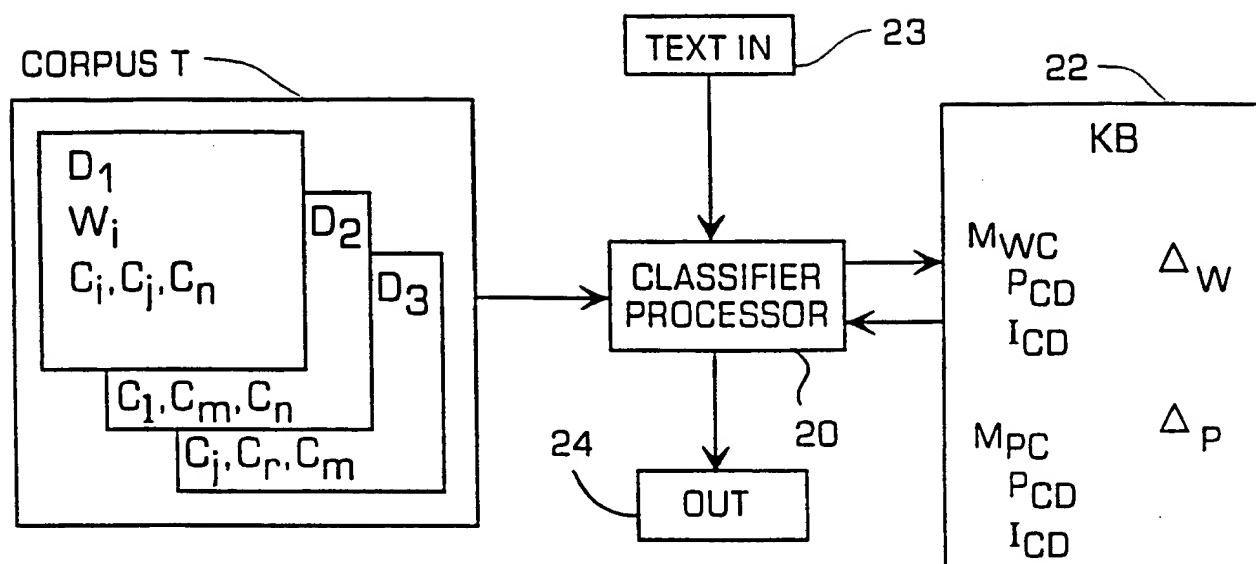 CORPUS T
D1
Wi
Ci, Cj, Cn
D2
C1, Cm, Cn
D3
Cj, Cr, Cm
TEXT IN
23
CLASSIFIER
PROCESSOR
20
24
OUT
22
KB
MWC
PCD
ICD
ΔW
MPC
PCD
ICD
ΔP